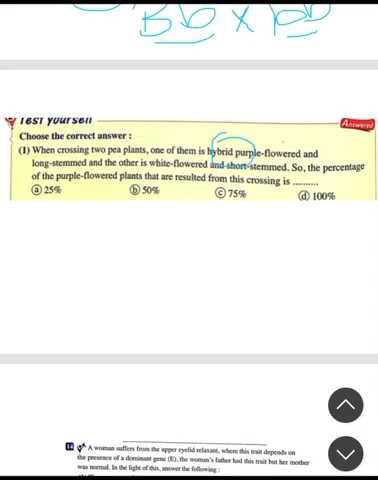 Bb x bb
Test yourself
Answered
Choose the correct answer :
(1) When crossing two pea plants, one of them is hybrid purple-flowered and
long-stemmed and the other is white-flowered and short-stemmed. So, the percentage
of the purple-flowered plants that are resulted from this crossing is ..........
ⓐ 25% ⓑ 50% ⓒ 75% ⓓ 100%
14 A woman suffers from the upper eyelid relaxant, where this trait depends on
the presence of a dominant gene (E), the woman's father had this trait but her mother
was normal. In the light of this, answer the following :